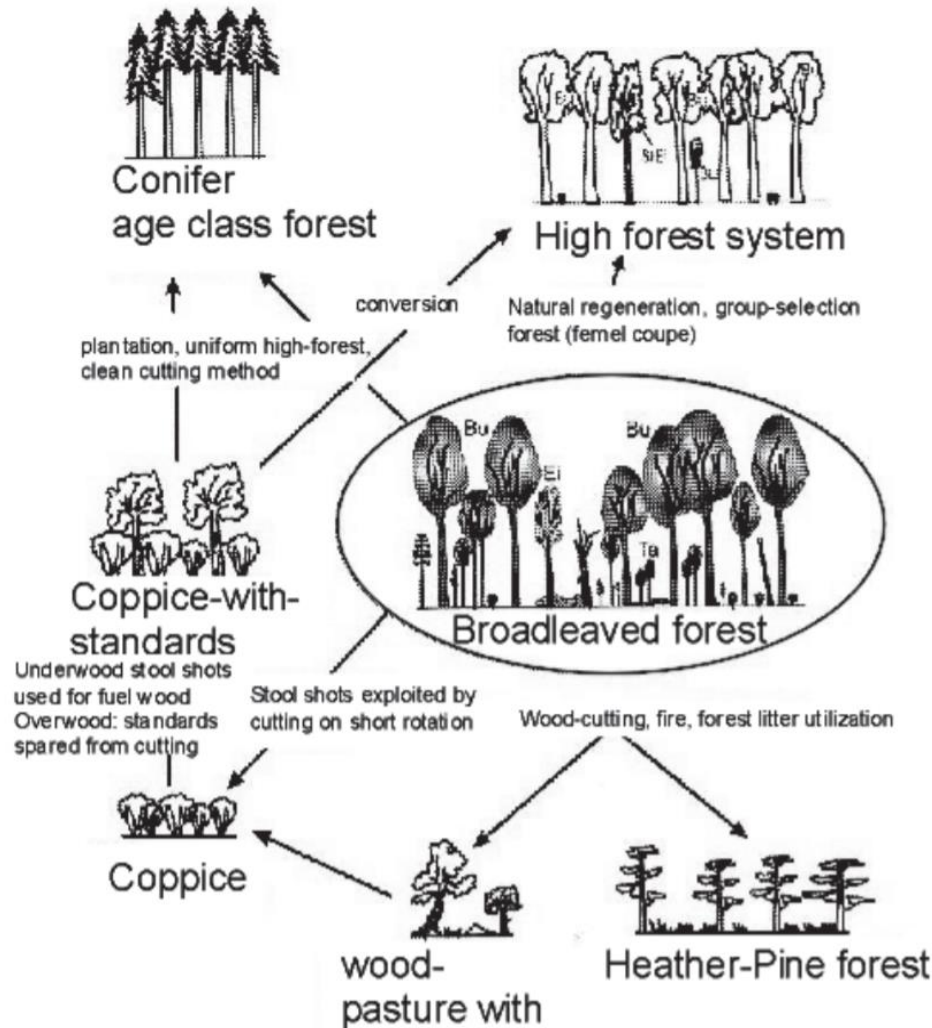 Conifer
age class forest
Bu
StEi
High forest system
conversion
Natural regeneration, group-selection
forest (femel coupe)
plantation, uniform high-forest,
clean cutting method
Bu
Bu
Ei
Ta
Broadleaved forest
Coppice-with-
standards
Underwood stool shots
used for fuel wood
Overwood: standards
spared from cutting
Stool shots exploited by
cutting on short rotation
Wood-cutting, fire, forest litter utilization
Coppice
wood-
pasture with
Heather-Pine forest